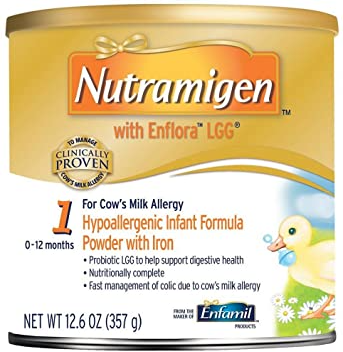 Nutramigen™
with Enflora™ LGG®
TO MANAGE
CLINICALLY
PROVEN
COW'S MILK ALLERGY
1
0-12 months
For Cow's Milk Allergy
Hypoallergenic Infant Formula
Powder with Iron
• Probiotic LGG to help support digestive health
• Nutritionally complete
• Fast management of colic due to cow's milk allergy
NET WT 12.6 OZ (357 g)
FROM THE
MAKER OF
Enfamil
PRODUCTS